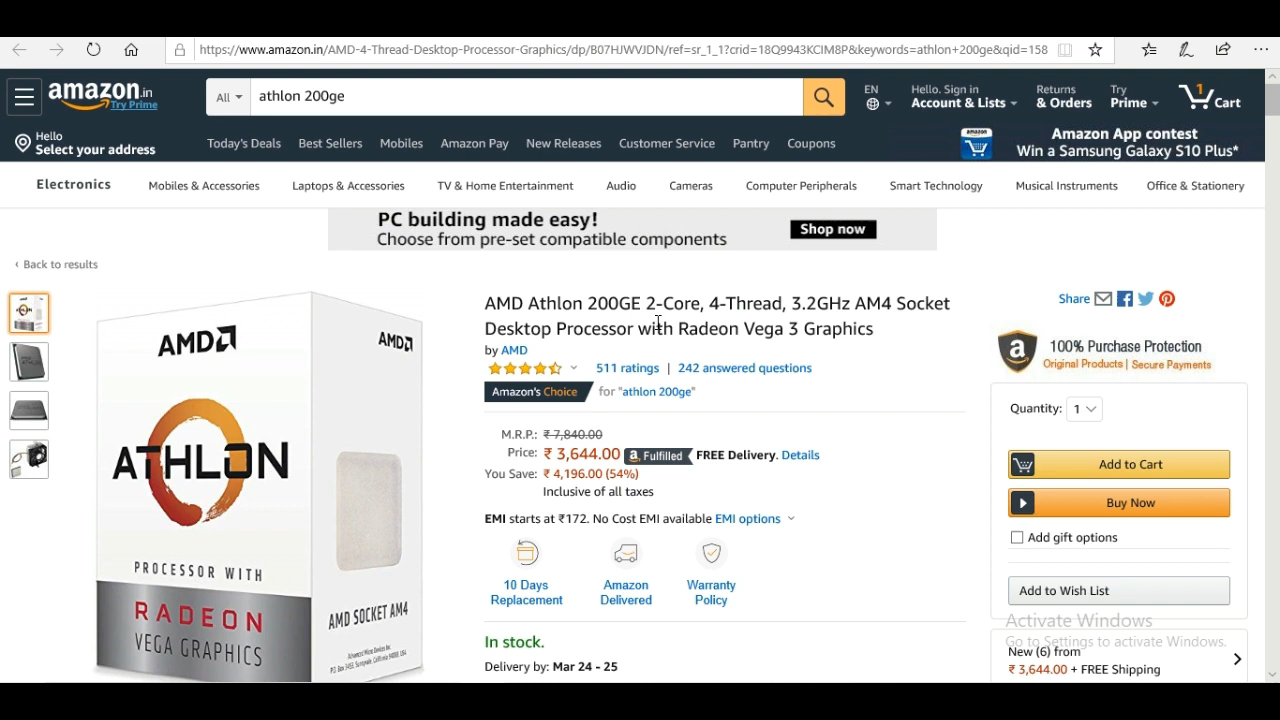 https://www.amazon.in/AMD-4-Thread-Desktop-Processor-Graphics/dp/B07HJWVJDN/ref=sr_1_1?crid=18Q9943KCIM8P&keywords=athlon+200ge&qid=158
amazon.in
Try Prime
All
athlon 200ge
EN
Hello. Sign in
Account & Lists
Returns
& Orders
Try
Prime
1
Cart
Hello
Select your address
Today's Deals
Best Sellers
Mobiles
Amazon Pay
New Releases
Customer Service
Pantry
Coupons
amazon
Amazon App contest
Win a Samsung Galaxy S10 Plus*
Electronics
Mobiles & Accessories
Laptops & Accessories
TV & Home Entertainment
Audio
Cameras
Computer Peripherals
Smart Technology
Musical Instruments
Office & Stationery
PC building made easy!
Choose from pre-set compatible components
Shop now
‹ Back to results
AMD
AMD
ATHLON
PROCESSOR WITH
RADEON
VEGA GRAPHICS
AMD SOCKET AM4
AMD Athlon 200GE 2-Core, 4-Thread, 3.2GHz AM4 Socket
Desktop Processor with Radeon Vega 3 Graphics
by AMD
511 ratings | 242 answered questions
Amazon's Choice for "athlon 200ge"
M.R.P.: ₹ 7,840.00
Price: ₹ 3,644.00 a Fulfilled FREE Delivery. Details
You Save: ₹ 4,196.00 (54%)
Inclusive of all taxes
EMI starts at ₹172. No Cost EMI available EMI options
10 Days
Replacement
Amazon
Delivered
Warranty
Policy
In stock.
Delivery by: Mar 24 - 25
Share
a
100% Purchase Protection
Original Products | Secure Payments
Quantity: 1
Add to Cart
Buy Now
Add gift options
Add to Wish List
Activate Windows
Go to Settings to activate Windows.
New (6) from
₹ 3,644.00 + FREE Shipping